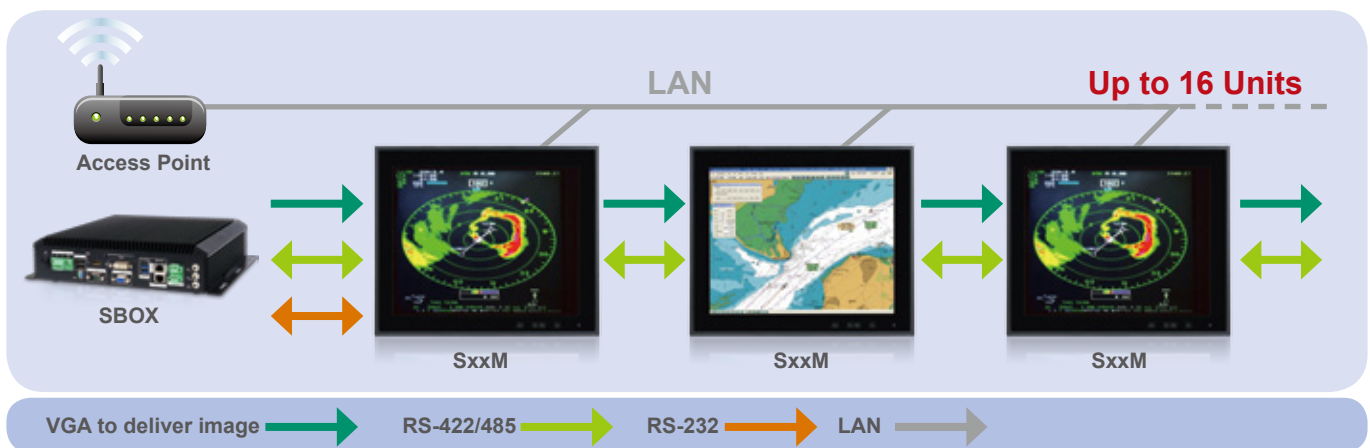 LAN
Up to 16 Units
Access Point
SBOX
SxxM
SxxM
SxxM
VGA to deliver image
RS-422/485
RS-232
LAN